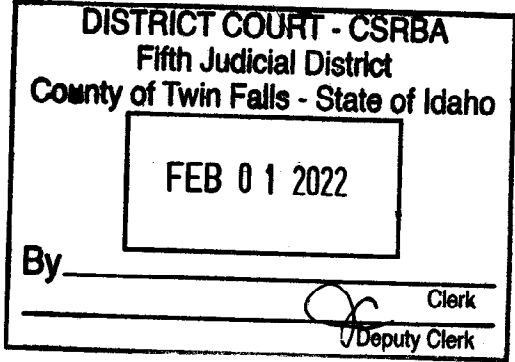 DISTRICT COURT - CSRBA
Fifth Judicial District
County of Twin Falls - State of Idaho
FEB 01 2022
By
Clerk
Deputy Clerk